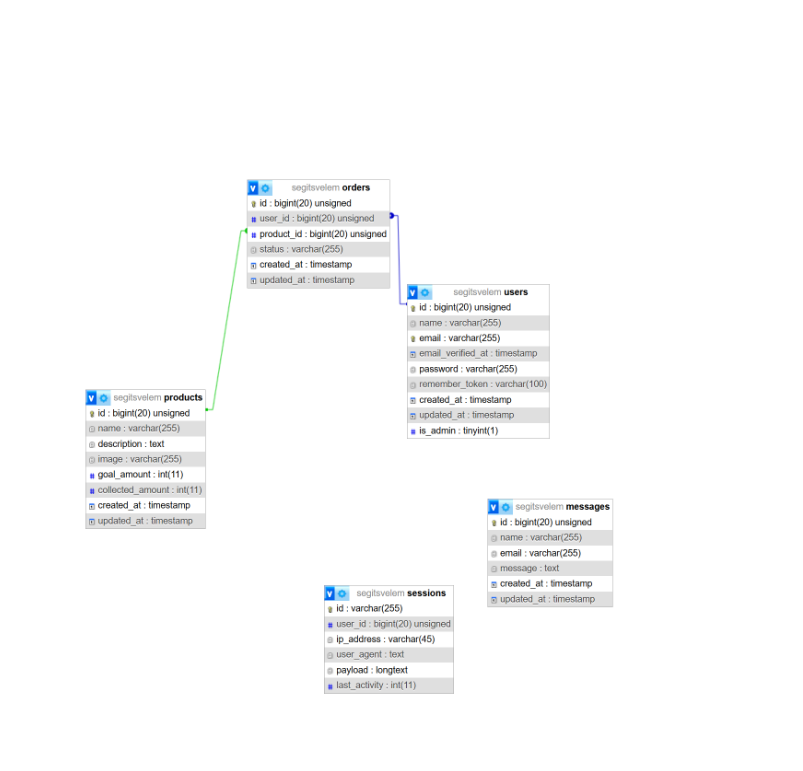 segitsvelem orders
id : bigint(20) unsigned
user_id : bigint(20) unsigned
product_id : bigint(20) unsigned
status : varchar(255)
created_at : timestamp
updated_at : timestamp
segitsvelem users
id : bigint(20) unsigned
name : varchar(255)
email : varchar(255)
email_verified_at : timestamp
password : varchar(255)
remember_token : varchar(100)
created_at : timestamp
updated_at : timestamp
is_admin : tinyint(1)
segitsvelem products
id : bigint(20) unsigned
name : varchar(255)
description : text
image : varchar(255)
goal_amount : int(11)
collected_amount : int(11)
created_at : timestamp
updated_at : timestamp
segitsvelem messages
id : bigint(20) unsigned
name : varchar(255)
email : varchar(255)
message : text
created_at : timestamp
updated_at : timestamp
segitsvelem sessions
id : varchar(255)
user_id : bigint(20) unsigned
ip_address : varchar(45)
user_agent : text
payload : longtext
last_activity : int(11)